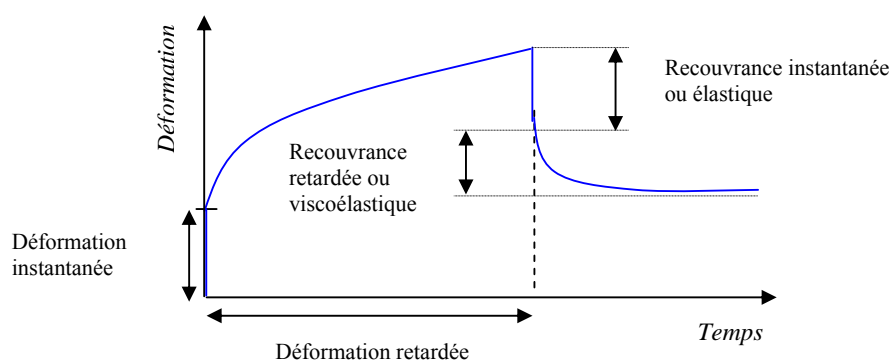 Déformation
Recouvrance instantanée
ou élastique
Recouvrance
retardée ou
viscoélastique
Déformation
instantanée
Temps
Déformation retardée